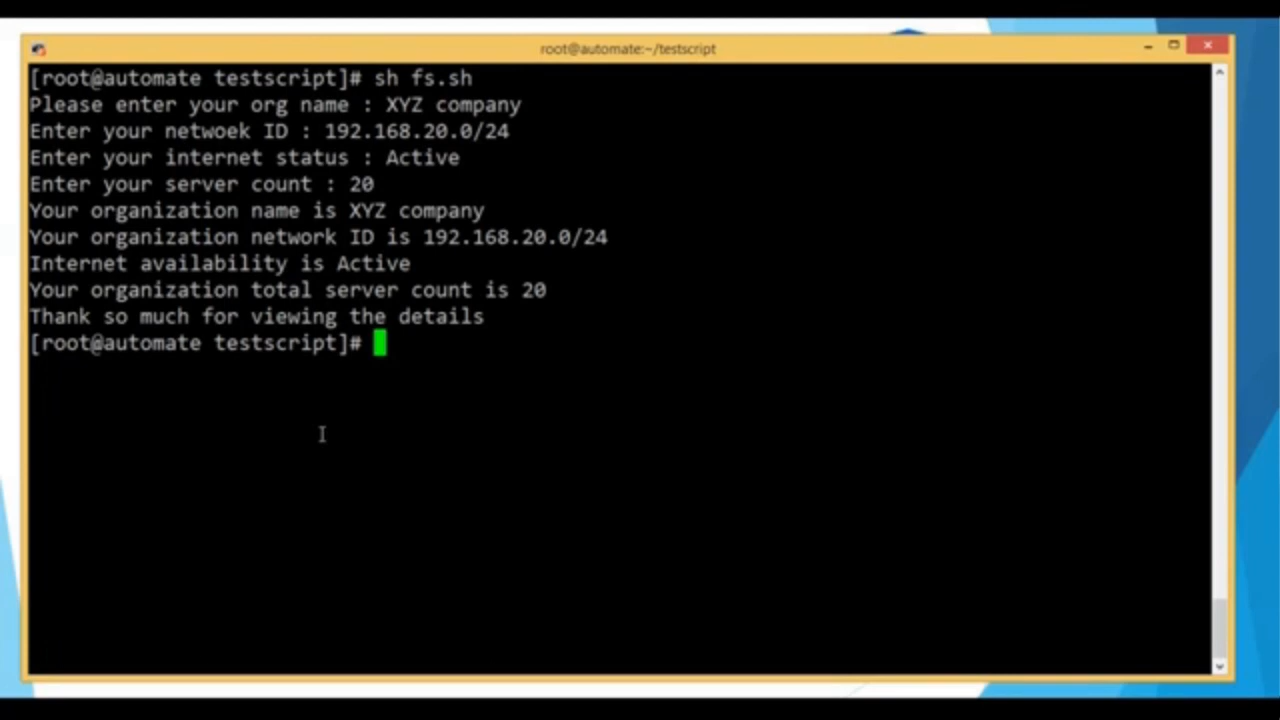 root@automate:~/testscript
[root@automate testscript]# sh fs.sh
Please enter your org name : XYZ company
Enter your netwoek ID : 192.168.20.0/24
Enter your internet status : Active
Enter your server count : 20
Your organization name is XYZ company
Your organization network ID is 192.168.20.0/24
Internet availability is Active
Your organization total server count is 20
Thank so much for viewing the details
[root@automate testscript]#